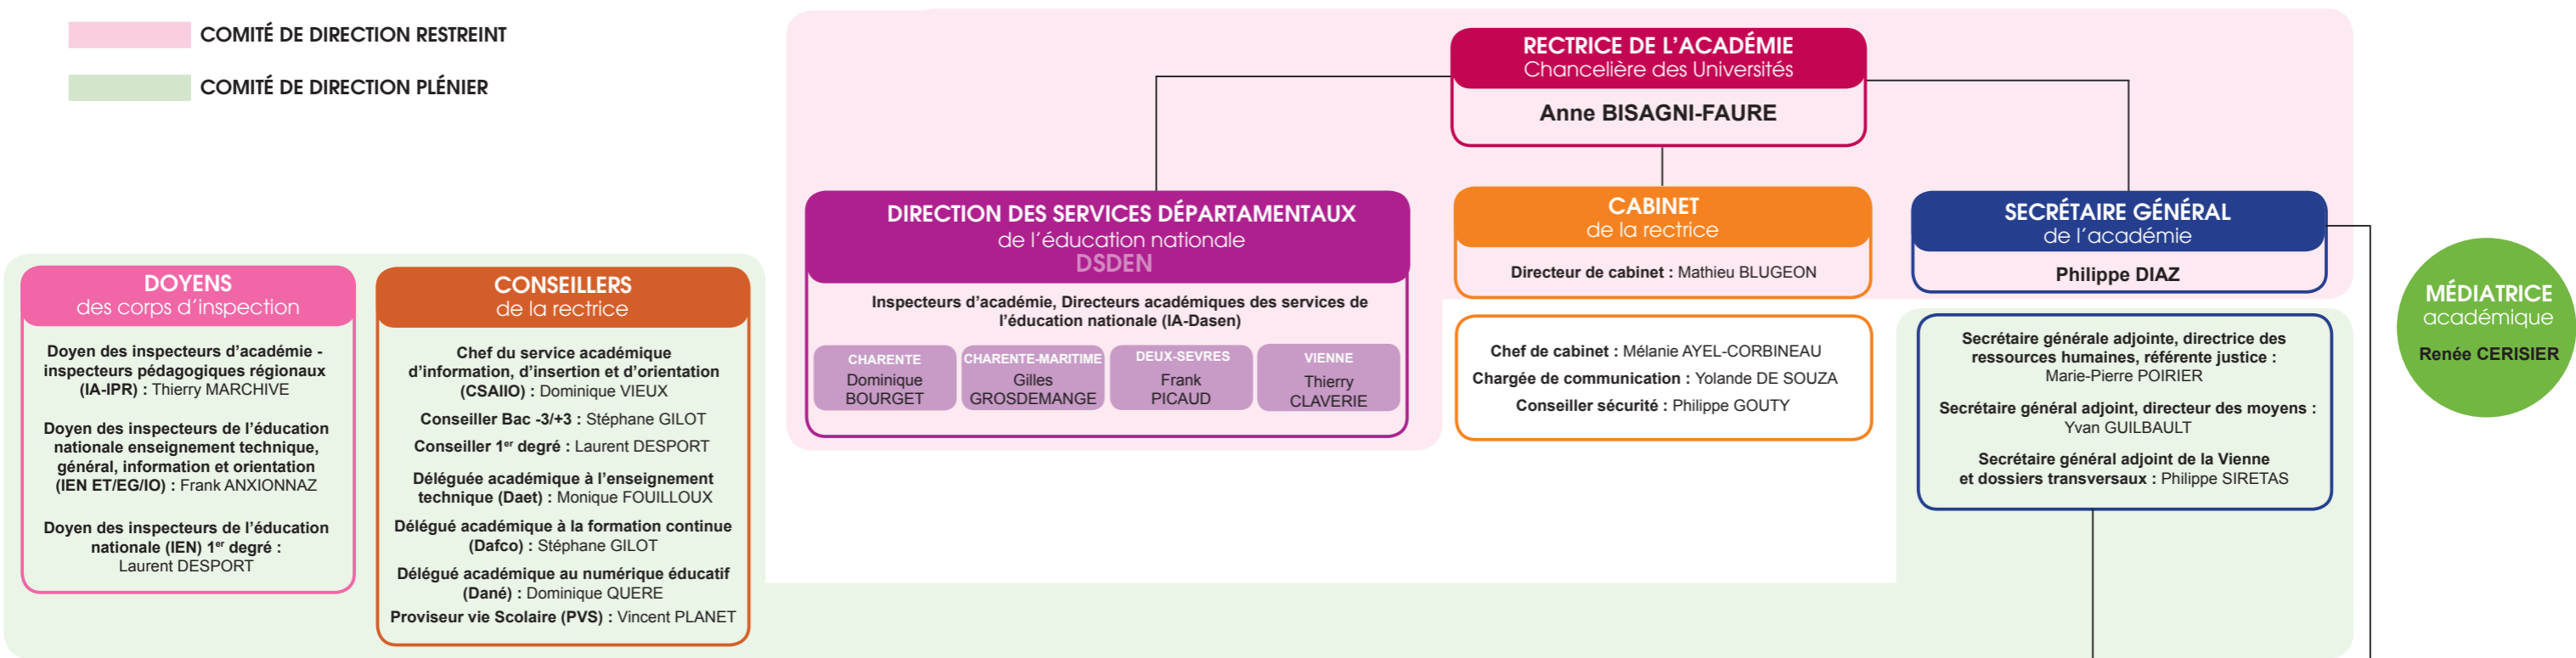 COMITÉ DE DIRECTION RESTREINT
COMITÉ DE DIRECTION PLÉNIER
RECTRICE DE L'ACADÉMIE
Chancelière des Universités
Anne BISAGNI-FAURE
DIRECTION DES SERVICES DÉPARTEMENTAUX
de l'éducation nationale
DSDEN
Inspecteurs d'académie, Directeurs académiques des services de
l'éducation nationale (IA-Dasen)
CHARENTE
Dominique
BOURGET
CHARENTE-MARITIME
Gilles
GROSDEMANGE
DEUX-SEVRES
Frank
PICAUD
VIENNE
Thierry
CLAVERIE
CABINET
de la rectrice
Directeur de cabinet : Mathieu BLUGEON
Chef de cabinet : Mélanie AYEL-CORBINEAU
Chargée de communication : Yolande DE SOUZA
Conseiller sécurité : Philippe GOUTY
SECRÉTAIRE GÉNÉRAL
de l'académie
Philippe DIAZ
Secrétaire générale adjointe, directrice des
ressources humaines, référente justice :
Marie-Pierre POIRIER
Secrétaire général adjoint, directeur des moyens :
Yvan GUILBAULT
Secrétaire général adjoint de la Vienne
et dossiers transversaux : Philippe SIRETAS
MÉDIATRICE
académique
Renée CERISIER
DOYENS
des corps d'inspection
Doyen des inspecteurs d'académie -
inspecteurs pédagogiques régionaux
(IA-IPR) : Thierry MARCHIVE
Doyen des inspecteurs de l'éducation
nationale enseignement technique,
général, information et orientation
(IEN ET/EG/IO) : Frank ANXIONNAZ
Doyen des inspecteurs de l'éducation
nationale (IEN) 1er degré :
Laurent DESPORT
CONSEILLERS
de la rectrice
Chef du service académique
d'information, d'insertion et d'orientation
(CSAIIO) : Dominique VIEUX
Conseiller Bac -3/+3 : Stéphane GILOT
Conseiller 1er degré : Laurent DESPORT
Déléguée académique à l'enseignement
technique (Daet) : Monique FOUILLOUX
Délégué académique à la formation continue
(Dafco) : Stéphane GILOT
Délégué académique au numérique éducatif
(Dané) : Dominique QUERE
Proviseur vie Scolaire (PVS) : Vincent PLANET